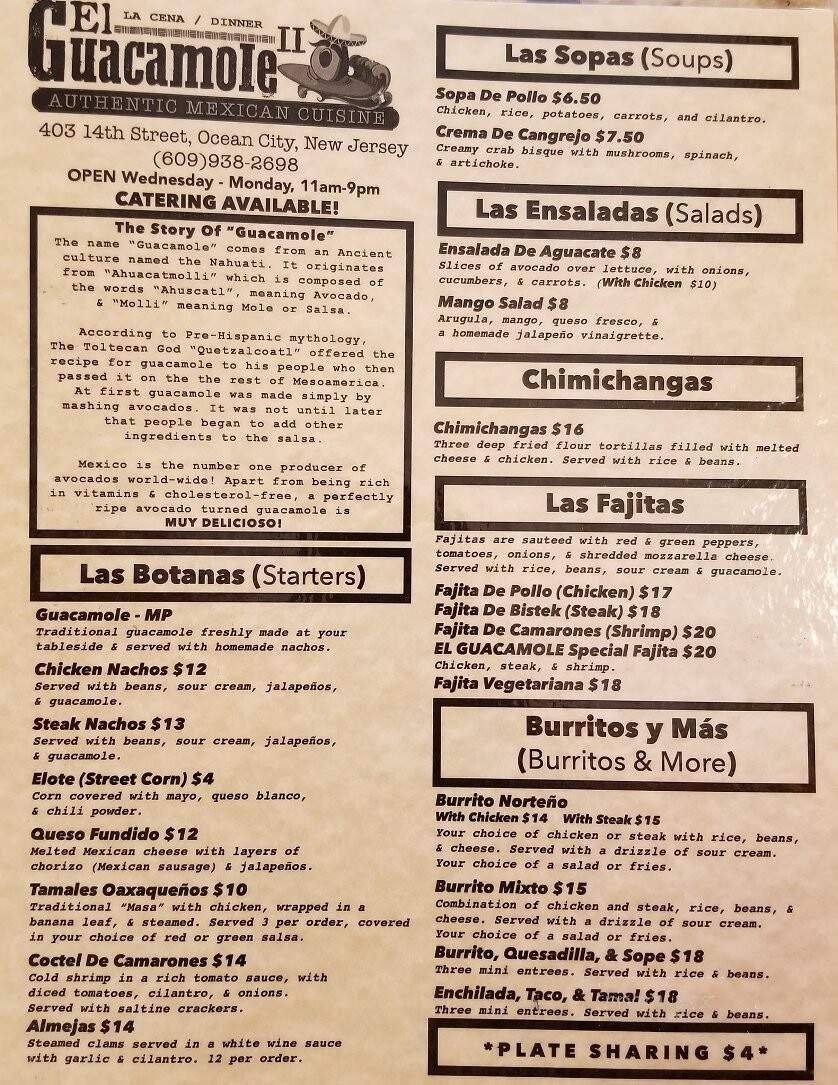 LA CENA / DINNER
El
Guacamole II
AUTHENTIC MEXICAN CUISINE
403 14th Street, Ocean City, New Jersey
(609)938-2698
OPEN Wednesday - Monday, 11am-9pm
CATERING AVAILABLE!
The Story Of "Guacamole"
The name "Guacamole" comes from an Ancient
culture named the Nahuati. It originates
from "Ahuacatmolli" which is composed of
the words "Ahuscatl", meaning Avocado,
& "Molli" meaning Mole or Salsa.
According to Pre-Hispanic mythology,
The Toltecan God "Quetzalcoatl" offered the
recipe for guacamole to his people who then
passed it on the the rest of Mesoamerica.
At first guacamole was made simply by
mashing avocados. It was not until later
that people began to add other
ingredients to the salsa.
Mexico is the number one producer of
avocados world-wide! Apart from being rich
in vitamins & cholesterol-free, a perfectly
ripe avocado turned guacamole is
MUY DELICIOSO!
Las Botanas (Starters)
Guacamole - MP
Traditional guacamole freshly made at your
tableside & served with homemade nachos.
Chicken Nachos $12
Served with beans, sour cream, jalapeños,
& guacamole.
Steak Nachos $13
Served with beans, sour cream, jalapeños,
& guacamole.
Elote (Street Corn) $4
Corn covered with mayo, queso blanco,
& chili powder.
Queso Fundido $12
Melted Mexican cheese with layers of
chorizo (Mexican sausage) & jalapeños.
Tamales Oaxaqueños $10
Traditional "Masa" with chicken, wrapped in a
banana leaf, & steamed. Served 3 per order, covered
in your choice of red or green salsa.
Coctel De Camarones $14
Cold shrimp in a rich tomato sauce, with
diced tomatoes, cilantro, & onions.
Served with saltine crackers.
Almejas $14
Steamed clams served in a white wine sauce
with garlic & cilantro. 12 per order.
Las Sopas (Soups)
Sopa De Pollo $6.50
Chicken, rice, potatoes, carrots, and cilantro.
Crema De Cangrejo $7.50
Creamy crab bisque with mushrooms, spinach,
& artichoke.
Las Ensaladas (Salads)
Ensalada De Aguacate $8
Slices of avocado over lettuce, with onions,
cucumbers, & carrots. (With Chicken $10)
Mango Salad $8
Arugula, mango, queso fresco, &
a homemade jalapeño vinaigrette.
Chimichangas
Chimichangas $16
Three deep fried flour tortillas filled with melted
cheese & chicken. Served with rice & beans.
Las Fajitas
Fajitas are sauteed with red & green peppers,
tomatoes, onions, & shredded mozzarella cheese.
Served with rice, beans, sour cream & guacamole.
Fajita De Pollo (Chicken) $17
Fajita De Bistek (Steak) $18
Fajita De Camarones (Shrimp) $20
EL GUACAMOLE Special Fajita $20
Chicken, steak, & shrimp.
Fajita Vegetariana $18
Burritos y Más
(Burritos & More)
Burrito Norteño
With Chicken $14 With Steak $15
Your choice of chicken or steak with rice, beans,
& cheese. Served with a drizzle of sour cream.
Your choice of a salad or fries.
Burrito Mixto $15
Combination of chicken and steak, rice, beans, &
cheese. Served with a drizzle of sour cream.
Your choice of a salad or fries.
Burrito, Quesadilla, & Sope $18
Three mini entrees. Served with rice & beans.
Enchilada, Taco, & Tamal $18
Three mini entrees. Served with rice & beans.
*PLATE SHARING $4*